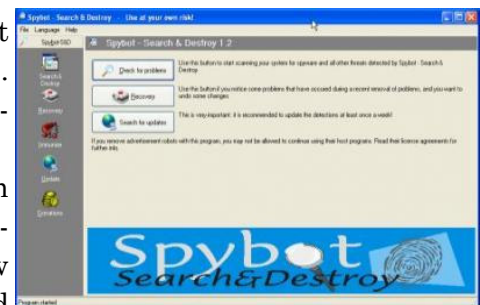 t
.
-
n
-
v
d
Spybot - Search & Destroy - Use at your own risk!
File Language Help
Spybot-S&D
Spybot - Search & Destroy 1.2
Search & Destroy
Recovery
Immunize
Update
Donations
Check for problems
Use this button to start scanning your system for spyware and all other threats detected by Spybot - Search & Destroy.
Recovery
Use this button if you notice some problems that have occured during a recent removal of problems, and you want to undo some changes.
Search for updates
This is very important: it is recommended to update the detections at least once a week!
If you remove advertisement robots with this program, you may not be allowed to continue using their host programs. Read their license agreements for further info.
Spybot
Search&Destroy
Program started